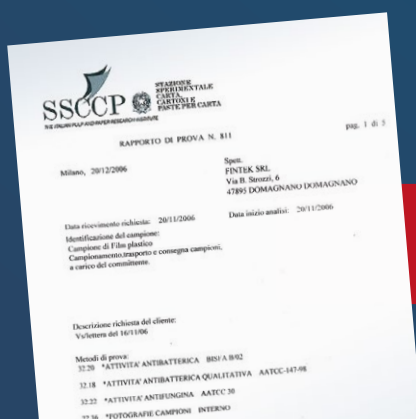 SSCCP
STAZIONE
SPERIMENTALE
CARTA,
CARTONI E
PASTE PER CARTA
THE ITALIAN PULP AND PAPER RESEARCH INSTITUTE
RAPPORTO DI PROVA N. 811
pag. 1 di 5
Milano, 20/12/2006
Spett.
FINTEK SRL
Via B. Strozzi, 6
47895 DOMAGNANO DOMAGNANO
Data ricevimento richiesta: 20/11/2006
Data inizio analisi: 20/11/2006
Identificazione del campione:
Campione di Film plastico
Campionamento,trasporto e consegna campioni,
a carico del committente.
Descrizione richiesta del cliente:
Vs/lettera del 16/11/06
Metodi di prova:
32.20 *ATTIVITA' ANTIBATTERICA BISFA B/02
32.18 *ATTIVITA' ANTIBATTERICA QUALITATIVA AATCC-147-98
32.22 *ATTIVITA' ANTIFUNGINA AATCC 30
*FOTOGRAFIE CAMPIONI INTERNO